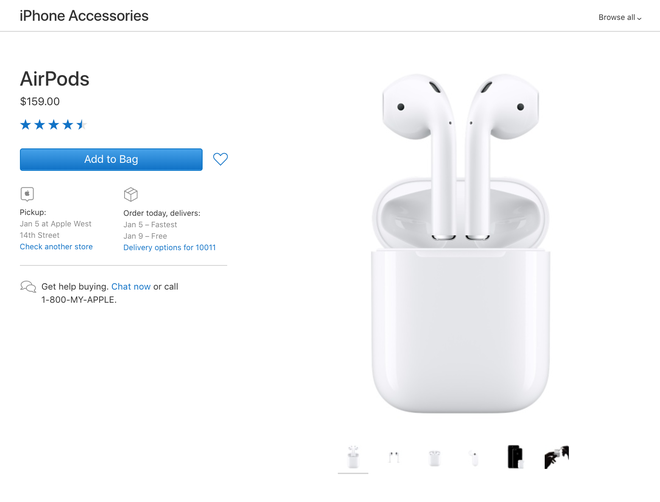 iPhone Accessories
Browse all
AirPods
$159.00
Add to Bag
Pickup:
Jan 5 at Apple West
14th Street
Check another store
Order today, delivers:
Jan 5 – Fastest
Jan 9 – Free
Delivery options for 10011
Get help buying. Chat now or call
1-800-MY-APPLE.